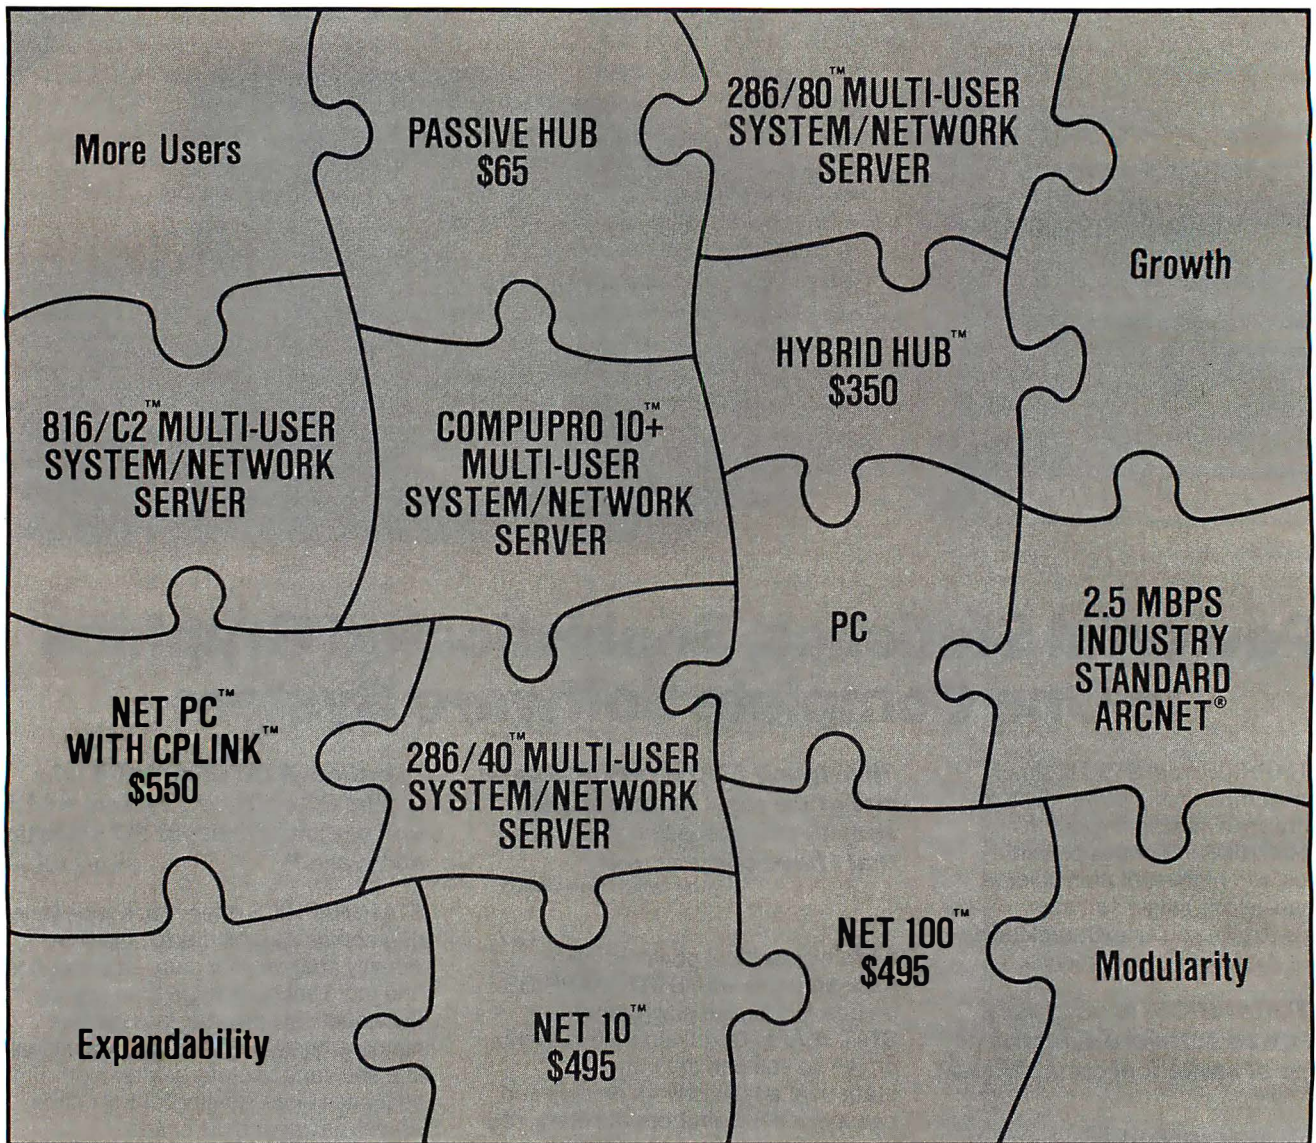 More Users
PASSIVE HUB
$65
286/80™ MULTI-USER
SYSTEM/NETWORK
SERVER
Growth
HYBRID HUB™
$350
816/C2™ MULTI-USER
SYSTEM/NETWORK
SERVER
COMPUPRO 10+™
MULTI-USER
SYSTEM/NETWORK
SERVER
PC
2.5 MBPS
INDUSTRY
STANDARD
ARCNET®
NET PC™
WITH CPLINK™
$550
286/40™ MULTI-USER
SYSTEM/NETWORK
SERVER
NET 100™
$495
Modularity
Expandability
NET 10™
$495